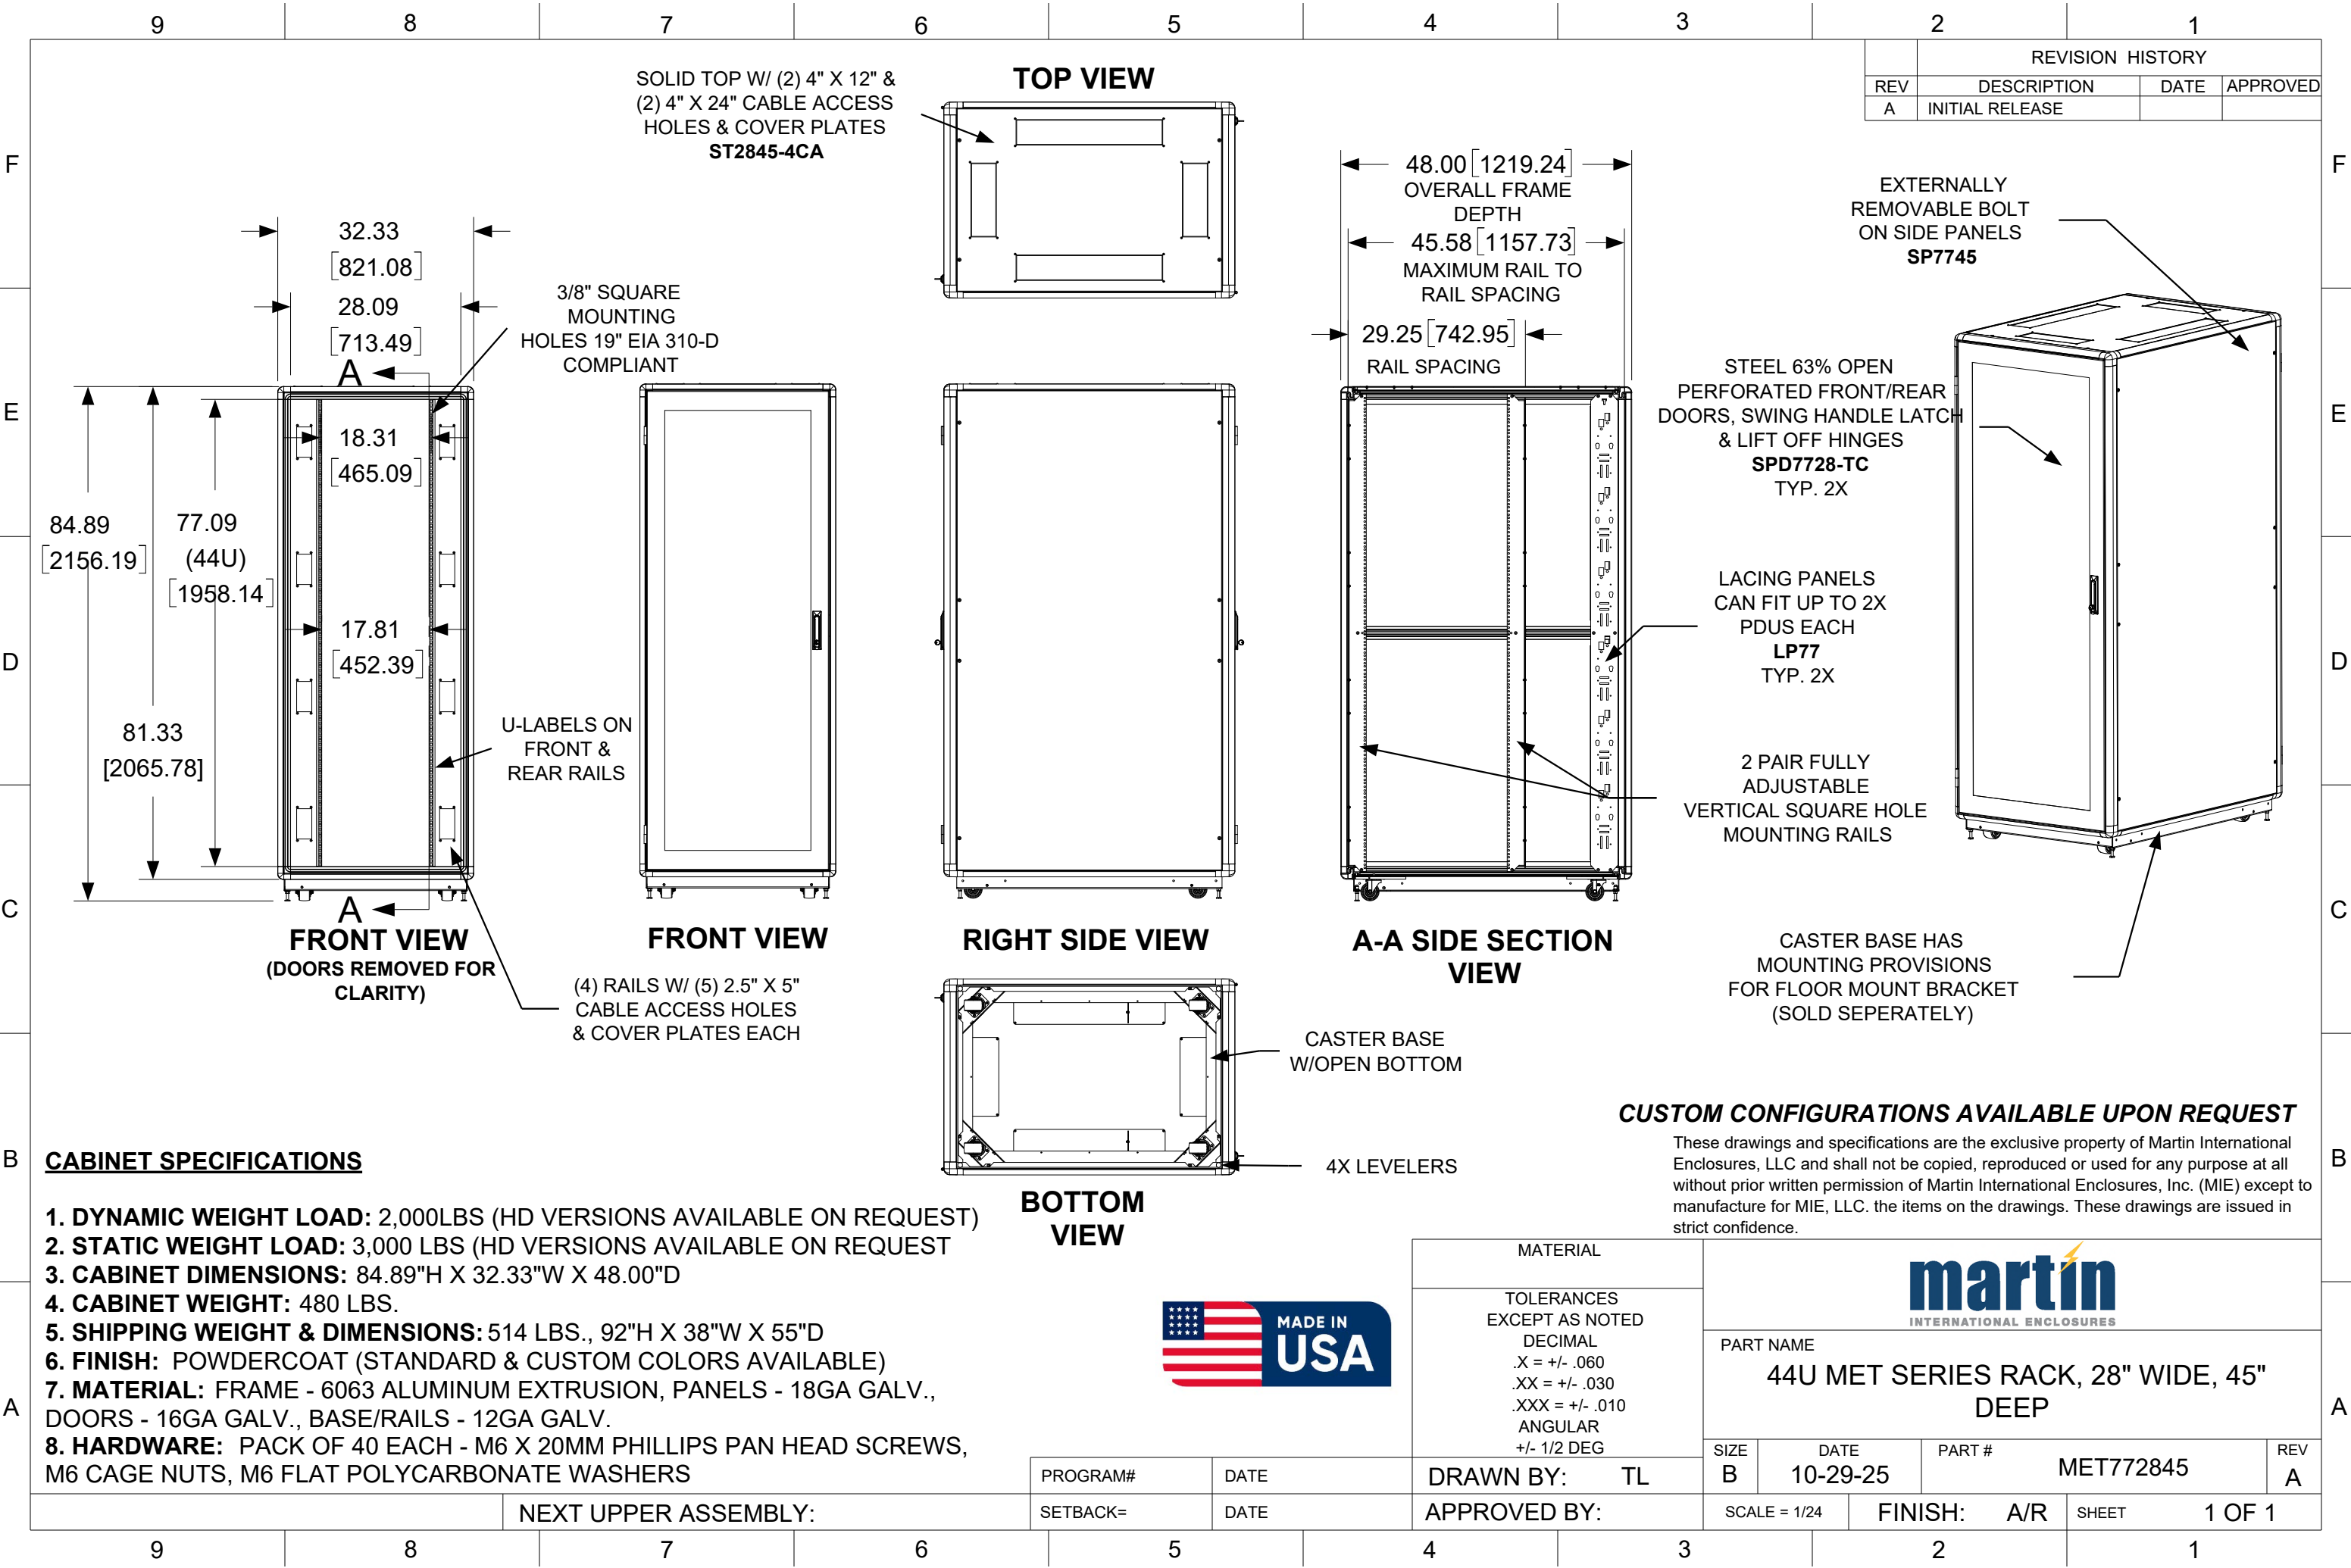 9 8 7 6 5 4 3 2 1
F
E
D
C
B
A
F
E
D
C
B
A
REVISION HISTORY
REV DESCRIPTION DATE APPROVED
A INITIAL RELEASE
SOLID TOP W/ (2) 4" X 12" &
(2) 4" X 24" CABLE ACCESS
HOLES & COVER PLATES
ST2845-4CA
TOP VIEW
48.00 [1219.24]
OVERALL FRAME
DEPTH
45.58 [1157.73]
MAXIMUM RAIL TO
RAIL SPACING
29.25 [742.95]
RAIL SPACING
EXTERNALLY
REMOVABLE BOLT
ON SIDE PANELS
SP7745
32.33
[821.08]
28.09
[713.49]
A
3/8" SQUARE
MOUNTING
HOLES 19" EIA 310-D
COMPLIANT
18.31
[465.09]
84.89
[2156.19]
77.09
(44U)
[1958.14]
17.81
[452.39]
81.33
[2065.78]
U-LABELS ON
FRONT &
REAR RAILS
STEEL 63% OPEN
PERFORATED FRONT/REAR
DOORS, SWING HANDLE LATCH
& LIFT OFF HINGES
SPD7728-TC
TYP. 2X
LACING PANELS
CAN FIT UP TO 2X
PDUS EACH
LP77
TYP. 2X
2 PAIR FULLY
ADJUSTABLE
VERTICAL SQUARE HOLE
MOUNTING RAILS
A
FRONT VIEW
(DOORS REMOVED FOR
CLARITY)
FRONT VIEW
RIGHT SIDE VIEW
A-A SIDE SECTION
VIEW
(4) RAILS W/ (5) 2.5" X 5"
CABLE ACCESS HOLES
& COVER PLATES EACH
CASTER BASE HAS
MOUNTING PROVISIONS
FOR FLOOR MOUNT BRACKET
(SOLD SEPERATELY)
CASTER BASE
W/OPEN BOTTOM
4X LEVELERS
BOTTOM
VIEW
CUSTOM CONFIGURATIONS AVAILABLE UPON REQUEST
These drawings and specifications are the exclusive property of Martin International
Enclosures, LLC and shall not be copied, reproduced or used for any purpose at all
without prior written permission of Martin International Enclosures, Inc. (MIE) except to
manufacture for MIE, LLC. the items on the drawings. These drawings are issued in
strict confidence.
CABINET SPECIFICATIONS
1. DYNAMIC WEIGHT LOAD: 2,000LBS (HD VERSIONS AVAILABLE ON REQUEST)
2. STATIC WEIGHT LOAD: 3,000 LBS (HD VERSIONS AVAILABLE ON REQUEST
3. CABINET DIMENSIONS: 84.89"H X 32.33"W X 48.00"D
4. CABINET WEIGHT: 480 LBS.
5. SHIPPING WEIGHT & DIMENSIONS: 514 LBS., 92"H X 38"W X 55"D
6. FINISH: POWDERCOAT (STANDARD & CUSTOM COLORS AVAILABLE)
7. MATERIAL: FRAME - 6063 ALUMINUM EXTRUSION, PANELS - 18GA GALV.,
DOORS - 16GA GALV., BASE/RAILS - 12GA GALV.
8. HARDWARE: PACK OF 40 EACH - M6 X 20MM PHILLIPS PAN HEAD SCREWS,
M6 CAGE NUTS, M6 FLAT POLYCARBONATE WASHERS
MADE IN
USA
MATERIAL
TOLERANCES
EXCEPT AS NOTED
DECIMAL
.X = +/- .060
.XX = +/- .030
.XXX = +/- .010
ANGULAR
+/- 1/2 DEG
martin
INTERNATIONAL ENCLOSURES
PART NAME
44U MET SERIES RACK, 28" WIDE, 45"
DEEP
SIZE DATE PART # REV
B 10-29-25 MET772845 A
PROGRAM# DATE DRAWN BY: TL
NEXT UPPER ASSEMBLY: SETBACK= DATE APPROVED BY: SCALE = 1/24 FINISH: A/R SHEET 1 OF 1
9 8 7 6 5 4 3 2 1